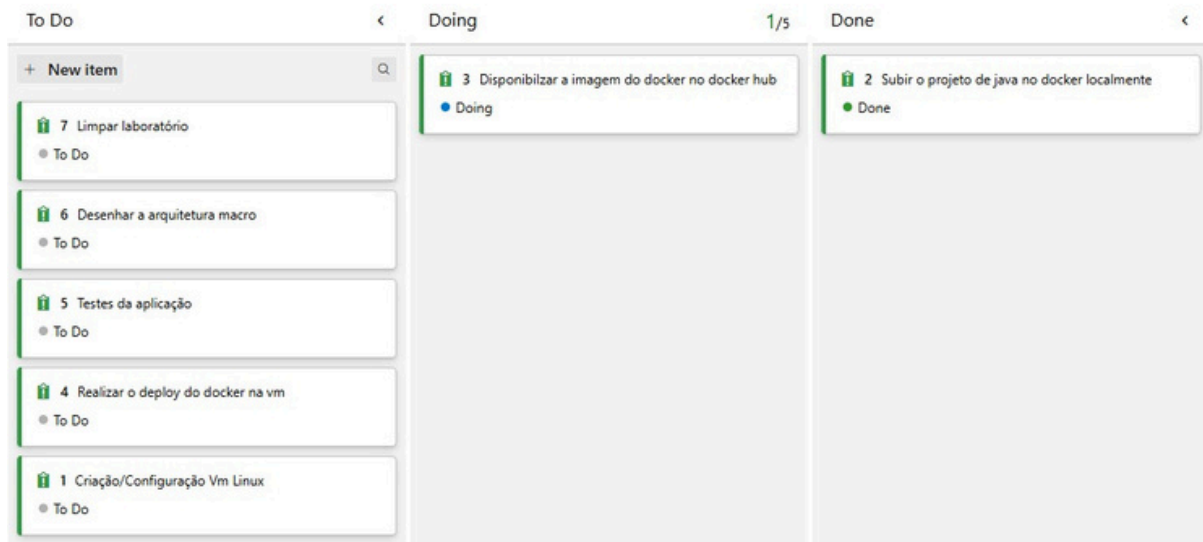 To Do
+ New item
7 Limpar laboratório
To Do
6 Desenhar a arquitetura macro
To Do
5 Testes da aplicação
To Do
4 Realizar o deploy do docker na vm
To Do
1 Criação/Configuração Vm Linux
To Do
Doing 1/5
3 Disponibilzar a imagem do docker no docker hub
Doing
Done
2 Subir o projeto de java no docker localmente
Done